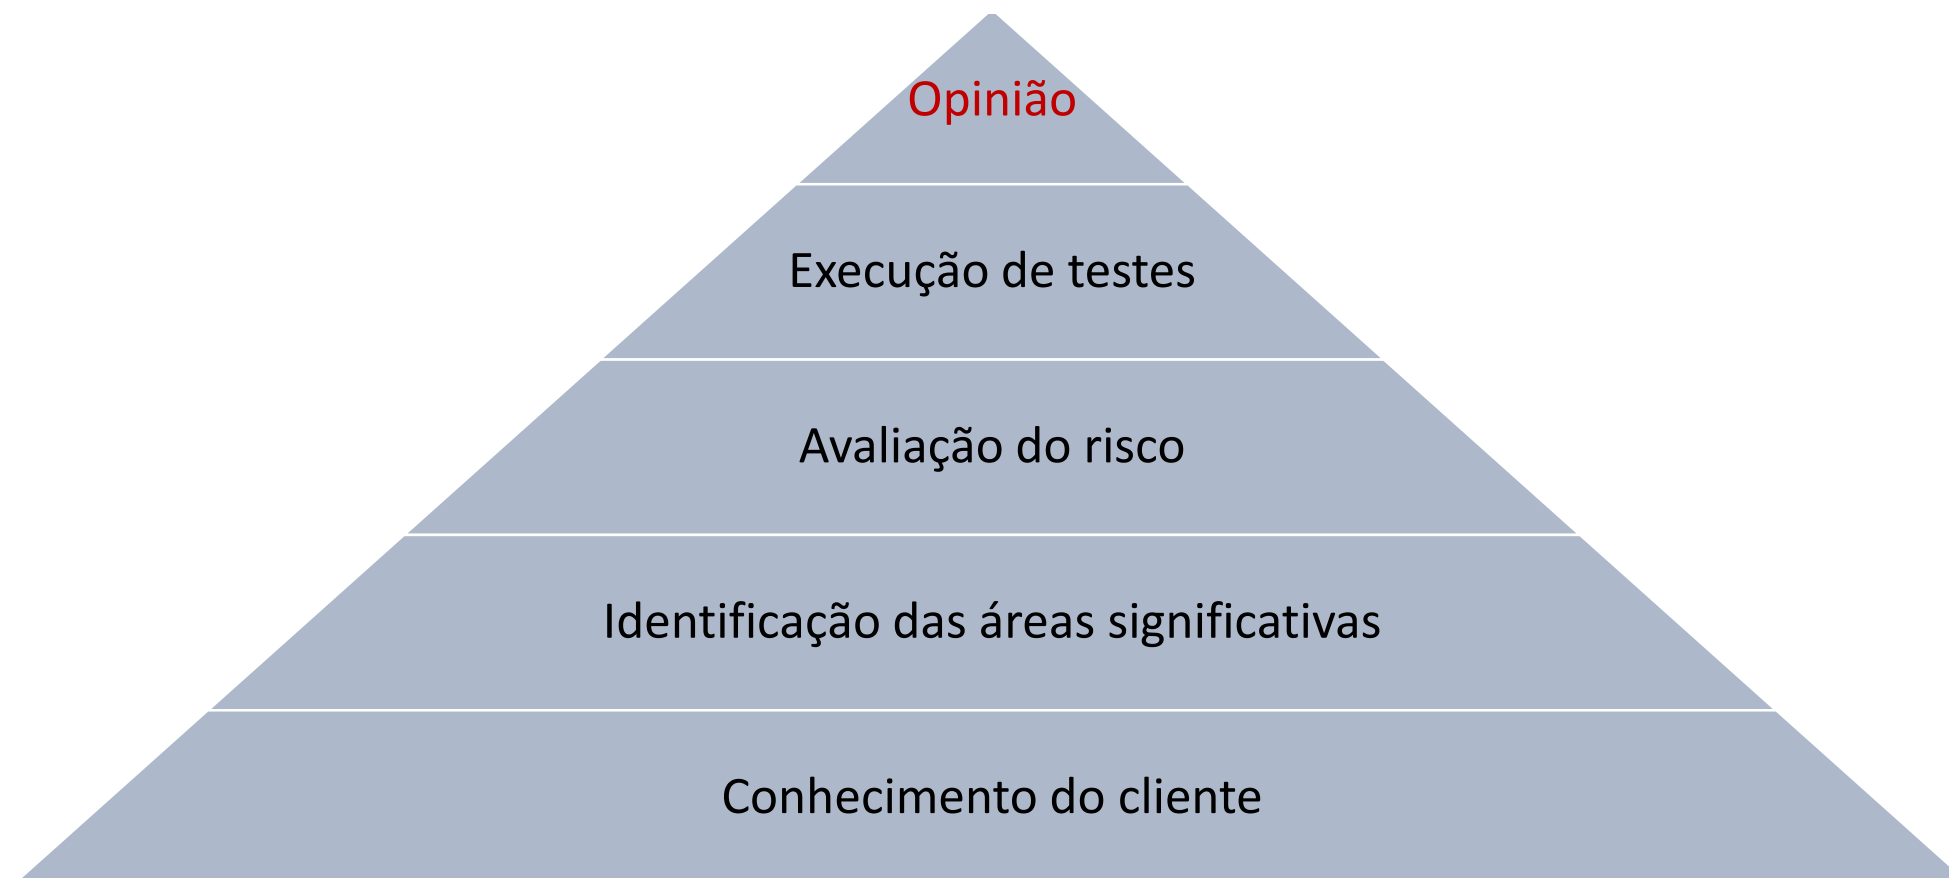 Opinião
Execução de testes
Avaliação do risco
Identificação das áreas significativas
Conhecimento do cliente